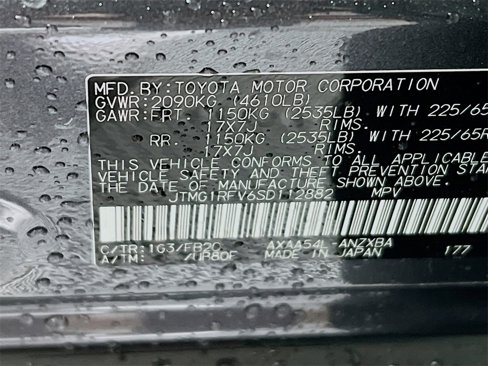 MFD.BY:TOYOTA MOTOR CORPORATION
GVWR:2090KG (4610LB)
GAWR:FRT. 1150KG (2535LB) WITH 225/65
17X7J RIMS.
RR. 1150KG (2535LB) WITH 225/65R
17X7J RIMS.
THIS VEHICLE CONFORMS TO ALL APPLICABLE
VEHICLE SAFETY AND THEFT PREVENTION STAN
THE DATE OF MANUFACTURE SHOWN ABOVE.
MPV
C/TR:1G3/FB20 AXAA54L-ANZXBA
A/TM: /UB80F MADE IN JAPAN 177